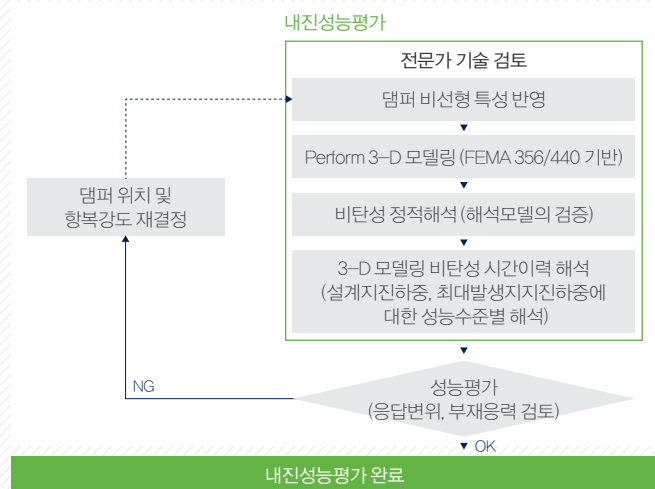 내진성능평가
전문가 기술 검토
댐퍼 비선형 특성 반영
Perform 3-D 모델링 (FEMA 356/440 기반)
비탄성 정적해석 (해석모델의 검증)
3-D 모델링 비탄성 시간이력 해석
(설계지진하중, 최대발생지지진하중에
대한 성능수준별 해석)
댐퍼 위치 및
항복강도 재결정
성능평가
(응답변위, 부재응력 검토)
NG
OK
내진성능평가 완료